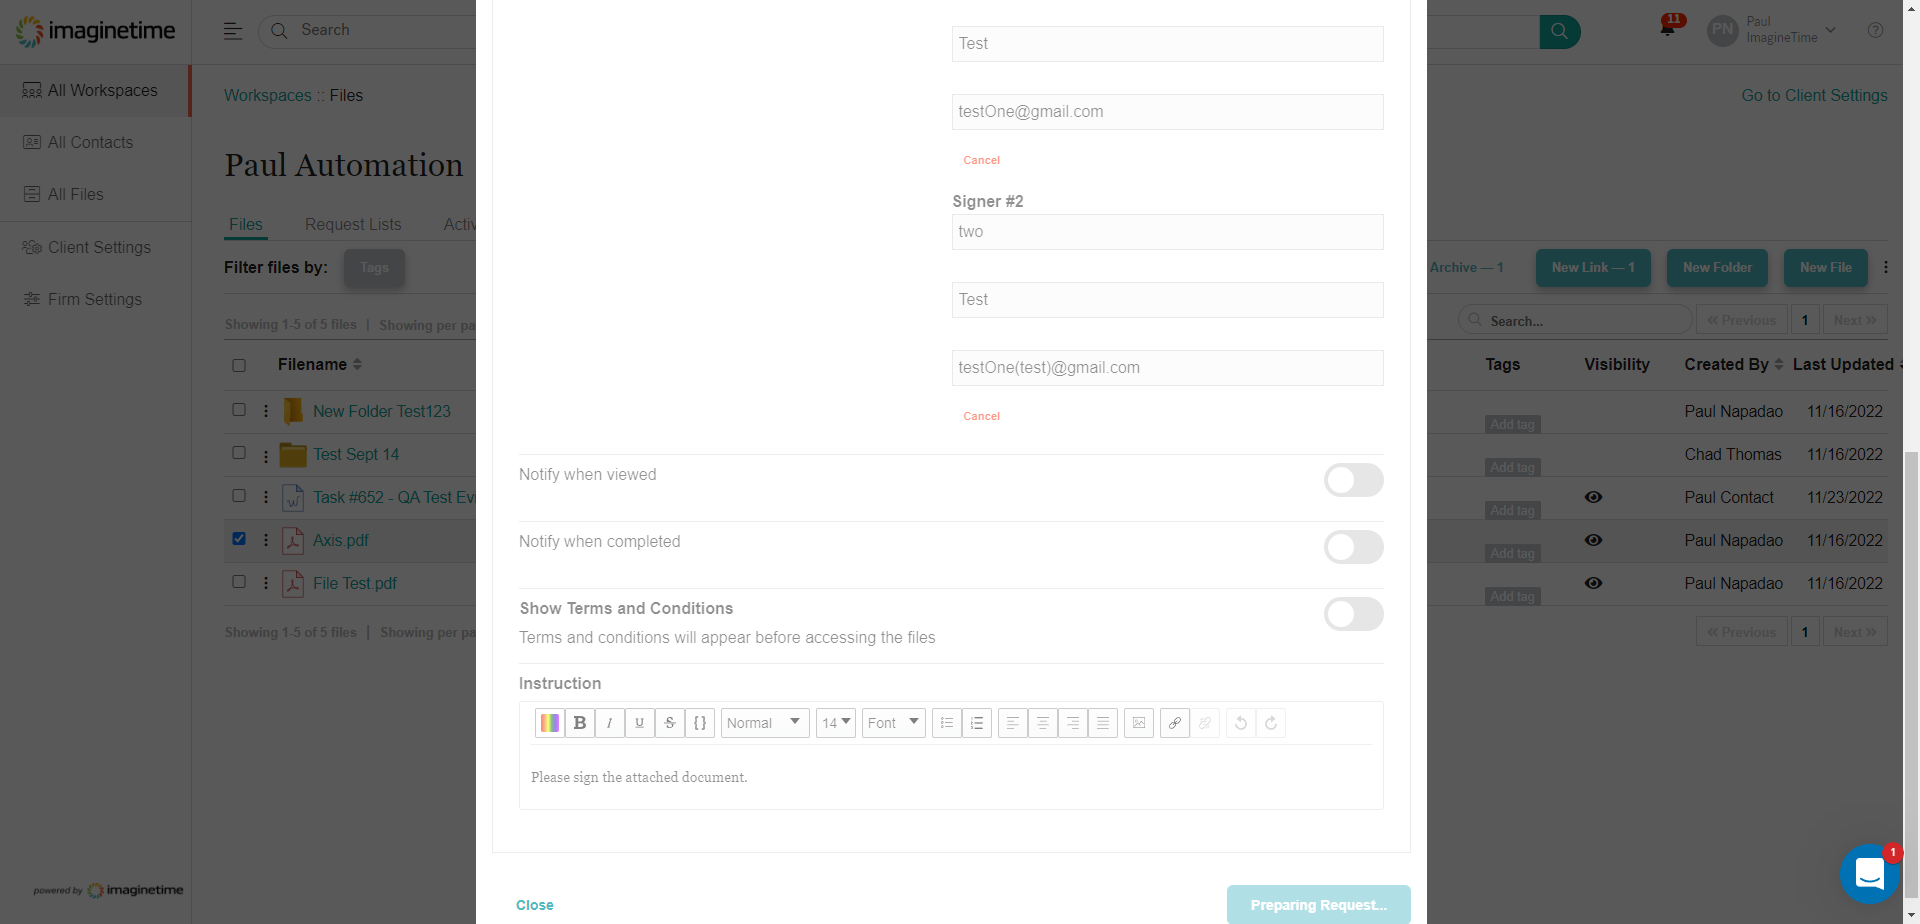 imaginetime
Search
11
PN
Paul
ImagineTime
All Workspaces
All Contacts
All Files
Client Settings
Firm Settings
Workspaces :: Files
Go to Client Settings
Paul Automation
Files
Request Lists
Activ
Filter files by:
Tags
Archive — 1
New Link — 1
New Folder
New File
Showing 1-5 of 5 files | Showing per pa
Search...
« Previous
1
Next »
Filename
Tags
Visibility
Created By
Last Updated
New Folder Test123
Add tag
Paul Napadao
11/16/2022
Test Sept 14
Add tag
Chad Thomas
11/16/2022
Task #652 - QA Test Evi
Add tag
Paul Contact
11/23/2022
Axis.pdf
Add tag
Paul Napadao
11/16/2022
File Test.pdf
Add tag
Paul Napadao
11/16/2022
Showing 1-5 of 5 files | Showing per pa
« Previous
1
Next »
Test
testOne@gmail.com
Cancel
Signer #2
two
Test
testOne(test)@gmail.com
Cancel
Notify when viewed
Notify when completed
Show Terms and Conditions
Terms and conditions will appear before accessing the files
Instruction
B I U S {} Normal 14 Font
Please sign the attached document.
Close
Preparing Request...
powered by imaginetime
1